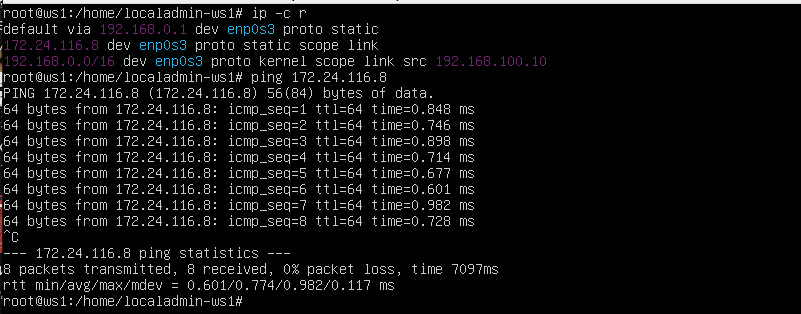 root@ws1:/home/localadmin-ws1# ip -c r
default via 192.168.0.1 dev enp0s3 proto static
172.24.116.8 dev enp0s3 proto static scope link
192.168.0.0/16 dev enp0s3 proto kernel scope link src 192.168.100.10
root@ws1:/home/localadmin-ws1# ping 172.24.116.8
PING 172.24.116.8 (172.24.116.8) 56(84) bytes of data.
64 bytes from 172.24.116.8: icmp_seq=1 ttl=64 time=0.848 ms
64 bytes from 172.24.116.8: icmp_seq=2 ttl=64 time=0.746 ms
64 bytes from 172.24.116.8: icmp_seq=3 ttl=64 time=0.898 ms
64 bytes from 172.24.116.8: icmp_seq=4 ttl=64 time=0.714 ms
64 bytes from 172.24.116.8: icmp_seq=5 ttl=64 time=0.677 ms
64 bytes from 172.24.116.8: icmp_seq=6 ttl=64 time=0.601 ms
64 bytes from 172.24.116.8: icmp_seq=7 ttl=64 time=0.982 ms
64 bytes from 172.24.116.8: icmp_seq=8 ttl=64 time=0.728 ms
^C
--- 172.24.116.8 ping statistics ---
8 packets transmitted, 8 received, 0% packet loss, time 7097ms
rtt min/avg/max/mdev = 0.601/0.774/0.982/0.117 ms
root@ws1:/home/localadmin-ws1#